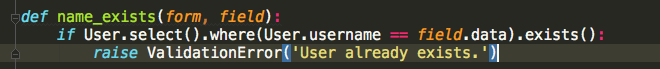 def name_exists(form, field):
    if User.select().where(User.username == field.data).exists():
        raise ValidationError('User already exists.')